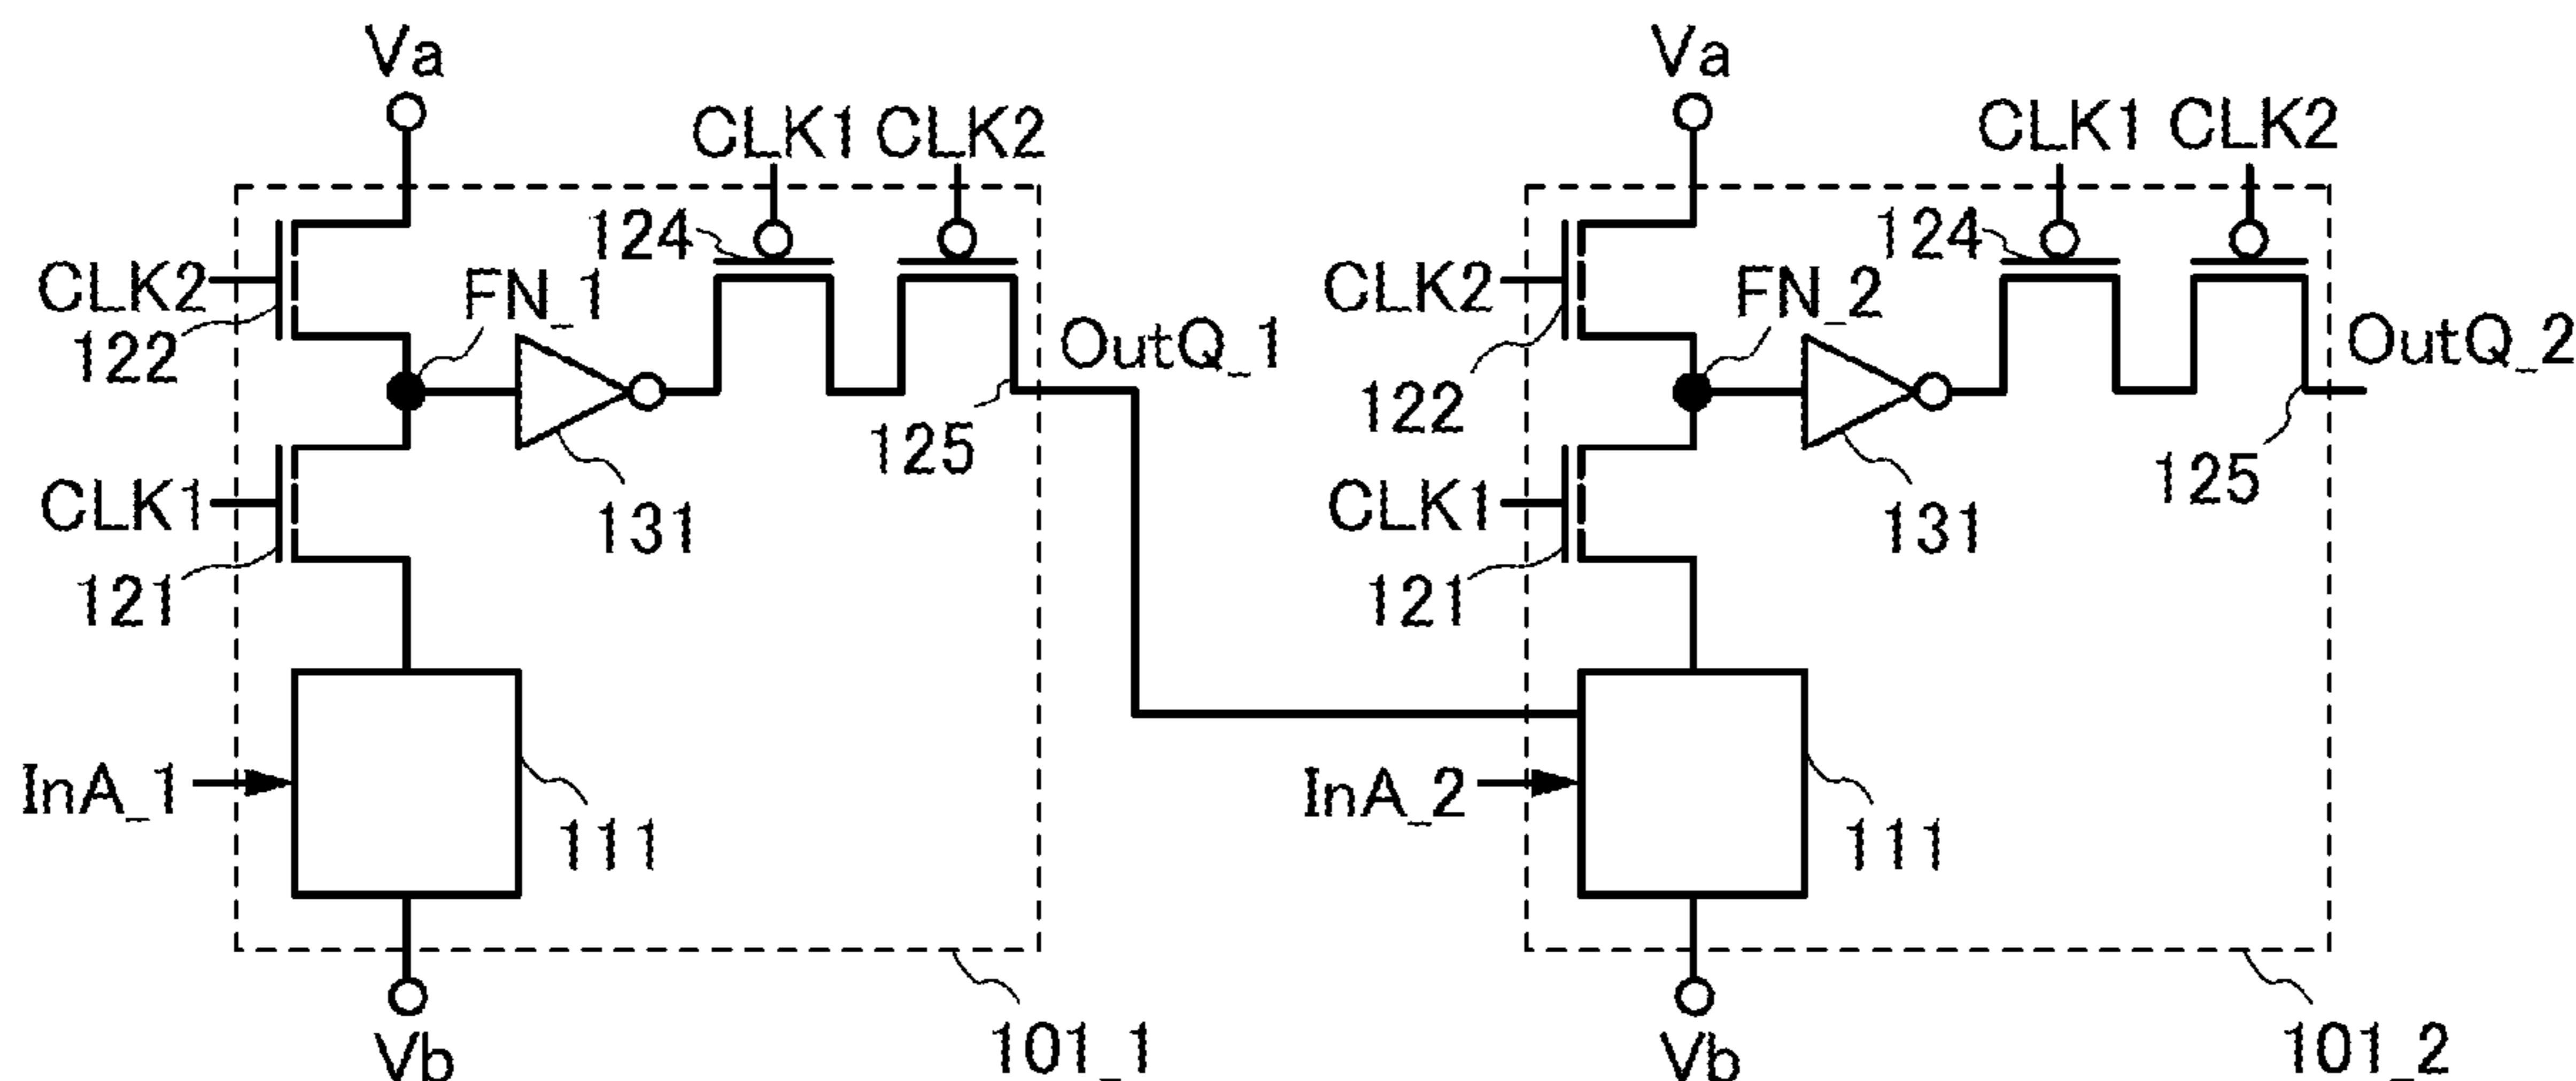 Va
CLK1 CLK2
124
CLK2
122
FN_1
OutQ_1
125
CLK1
131
121
InA_1
111
Vb
101_1
Va
CLK1 CLK2
124
CLK2
122
FN_2
OutQ_2
125
CLK1
131
121
InA_2
111
Vb
101_2